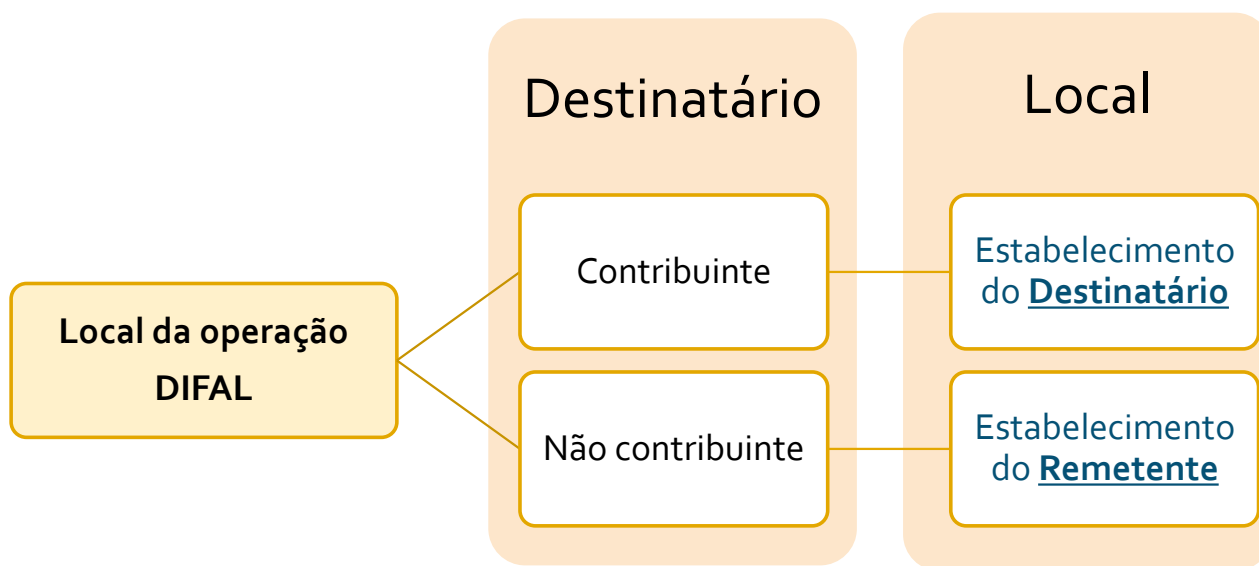 Destinatário
Local
Local da operação
DIFAL
Contribuinte
Estabelecimento
do Destinatário
Não contribuinte
Estabelecimento
do Remetente